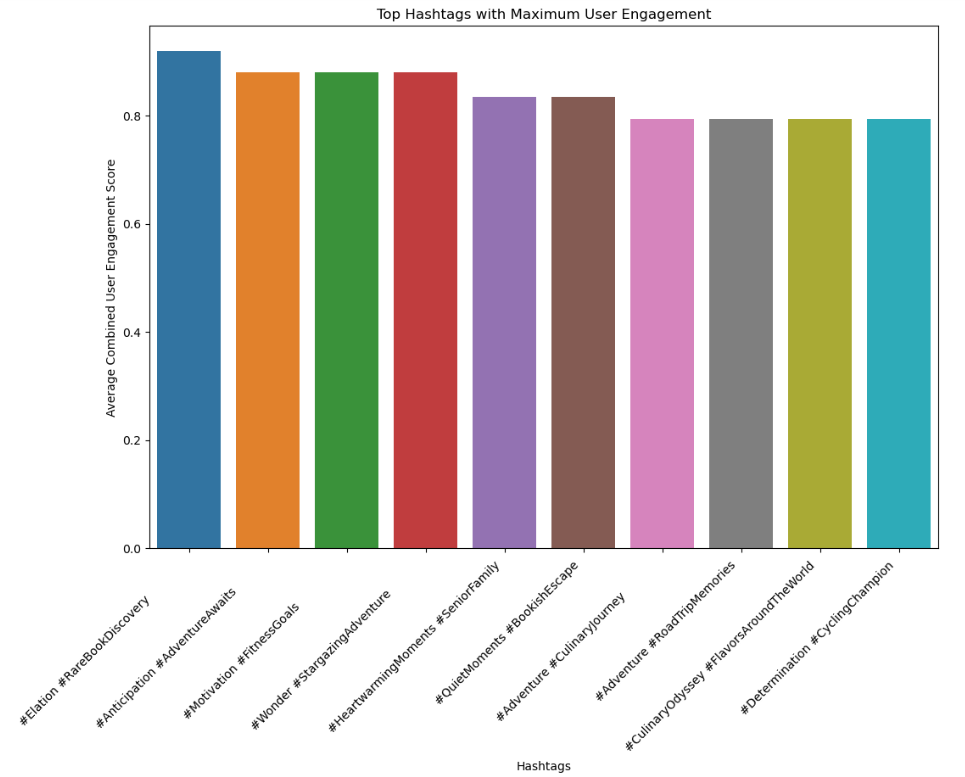 Top Hashtags with Maximum User Engagement
Average Combined User Engagement Score
0.8
0.6
0.4
0.2
0.0
#Elation #RareBookDiscovery
#Anticipation #AdventureAwaits
#Motivation #FitnessGoals
#Wonder #StargazingAdventure
#HeartwarmingMoments #SeniorFamily
#QuietMoments #BookishEscape
#Adventure #CulinaryJourney
#Adventure #RoadTripMemories
#CulinaryOdyssey #FlavorsAroundTheWorld
#Determination #CyclingChampion
Hashtags